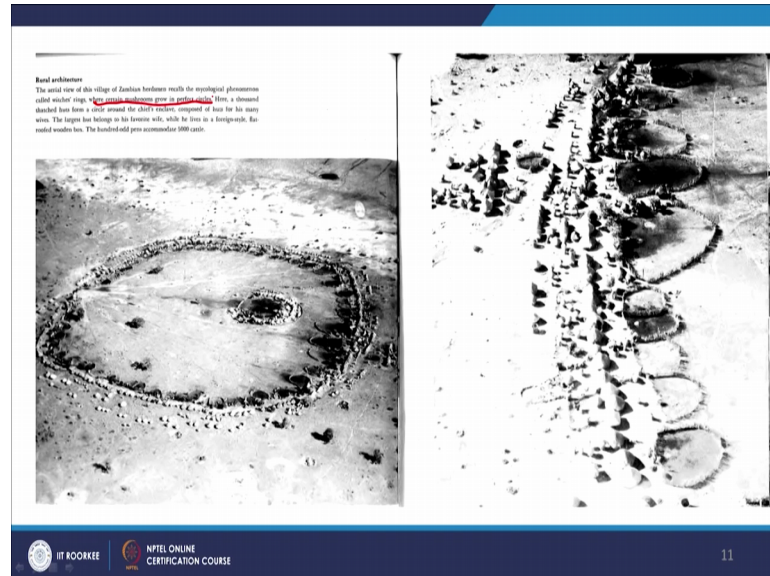 Rural architecture
The aerial view of this village of Zambian herdsmen recalls the mycological phenomenon
called witches' rings, where certain mushrooms grow in perfect circles. Here, a thousand
thatched huts form a circle around the chief's enclave, composed of huts for his many
wives. The largest hut belongs to his favorite wife, while he lives in a foreign-style, flat-
roofed wooden box. The hundred-odd pens accommodate 5000 cattle.
IIT ROORKEE
NPTEL ONLINE
CERTIFICATION COURSE
11